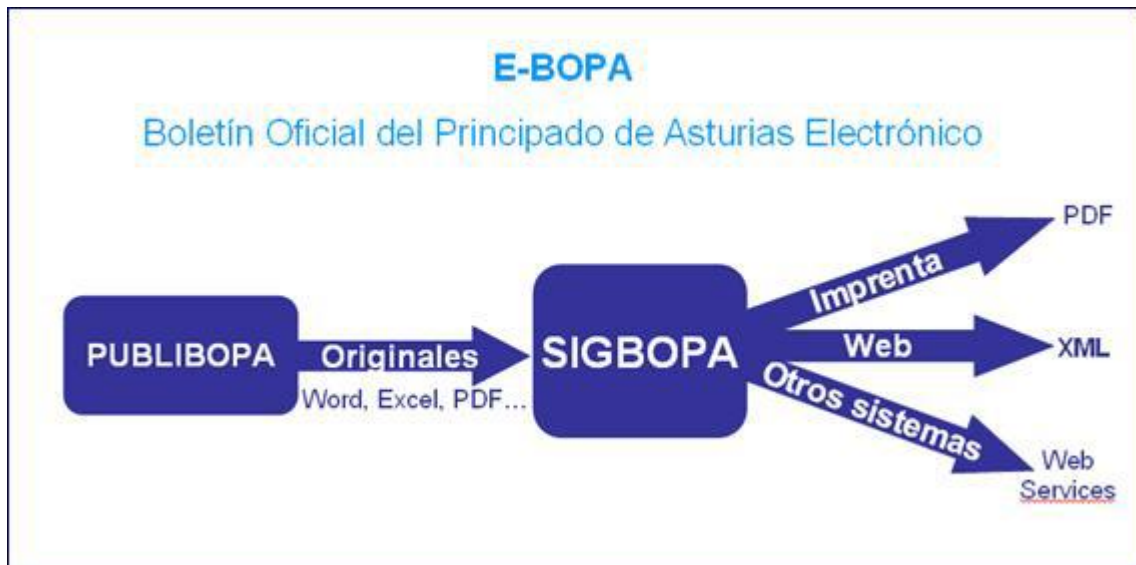 E-BOPA
Boletín Oficial del Principado de Asturias Electrónico
PUBLIBOPA
Originales
Word, Excel, PDF...
SIGBOPA
Imprenta
PDF
Web
XML
Otros sistemas
Web
Services